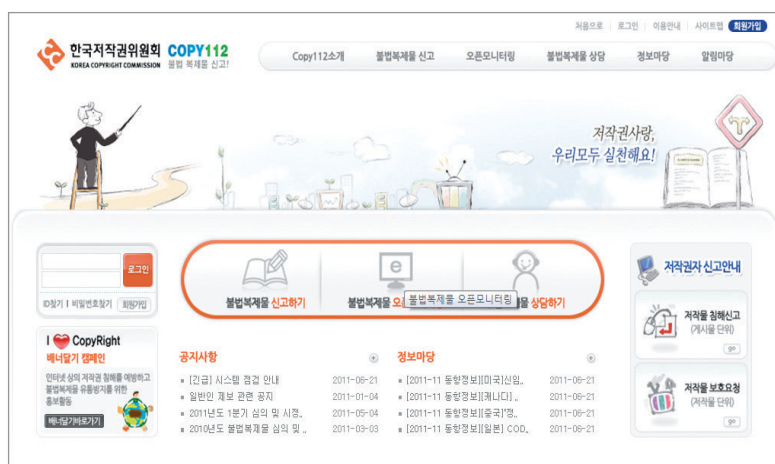 처음으로 | 로그인 | 이용안내 | 사이트맵 회원가입
한국저작권위원회 COPY112
KOREA COPYRIGHT COMMISSION 불법 복제물 신고!
Copy112소개 불법복제물 신고 오픈모니터링 불법복제물 상담 정보마당 알림마당
저작권사랑,
우리모두 실천해요!
로그인
ID찾기 I 비밀번호찾기 회원가입
불법복제물 신고하기
불법복제물 오
불법복제물 오픈모니터링
물 상담하기
저작권자 신고안내
저작물 침해신고
(게시물 단위)
go
저작물 보호요청
(저작물 단위)
go
I CopyRight
배너달기 캠페인
인터넷 상의 저작권 침해를 예방하고
불법복제물 유통방지를 위한
홍보활동
배너달기바로가기
공지사항
[긴급] 시스템 점검 안내 2011-06-21
일반인 제보 관련 공지 2011-01-04
2011년도 1분기 심의 및 시정.. 2011-05-04
2010년도 불법복제물 심의 및 .. 2011-03-03
정보마당
[2011-11 동향정보][미국]신임.. 2011-06-21
[2011-11 동향정보][캐나다] .. 2011-06-21
[2011-11 동향정보][중국]"정.. 2011-06-21
[2011-11 동향정보][일본] COD.. 2011-06-21